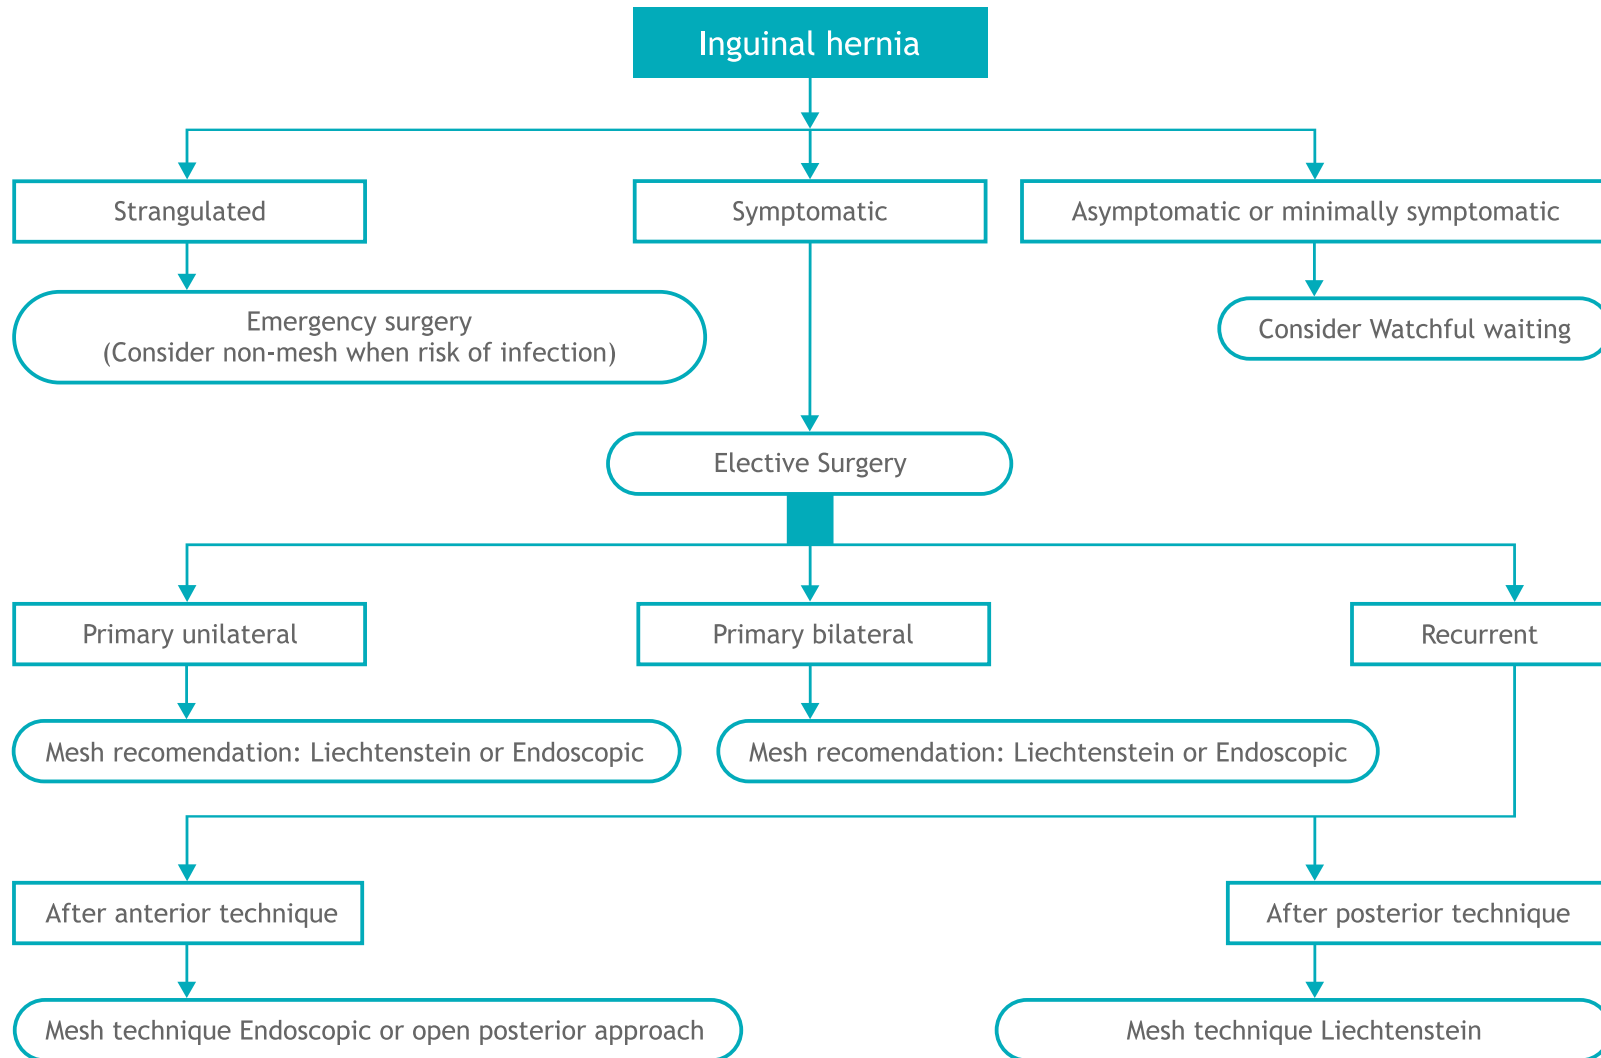 Inguinal hernia
Strangulated
Symptomatic
Asymptomatic or minimally symptomatic
Emergency surgery
(Consider non-mesh when risk of infection)
Consider Watchful waiting
Elective Surgery
Primary unilateral
Primary bilateral
Recurrent
Mesh recomendation: Liechtenstein or Endoscopic
Mesh recomendation: Liechtenstein or Endoscopic
After anterior technique
After posterior technique
Mesh technique Endoscopic or open posterior approach
Mesh technique Liechtenstein